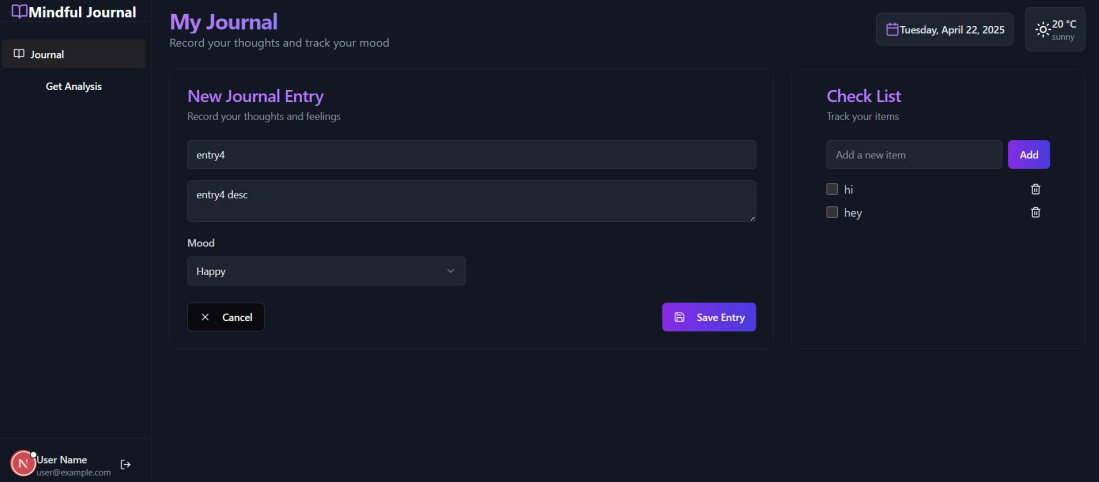 Mindful Journal
Journal
Get Analysis
My Journal
Record your thoughts and track your mood
Tuesday, April 22, 2025
20 °C
sunny
New Journal Entry
Record your thoughts and feelings
entry4
entry4 desc
Mood
Happy
Cancel
Save Entry
Check List
Track your items
Add a new item
Add
hi
hey
N
User Name
user@example.com